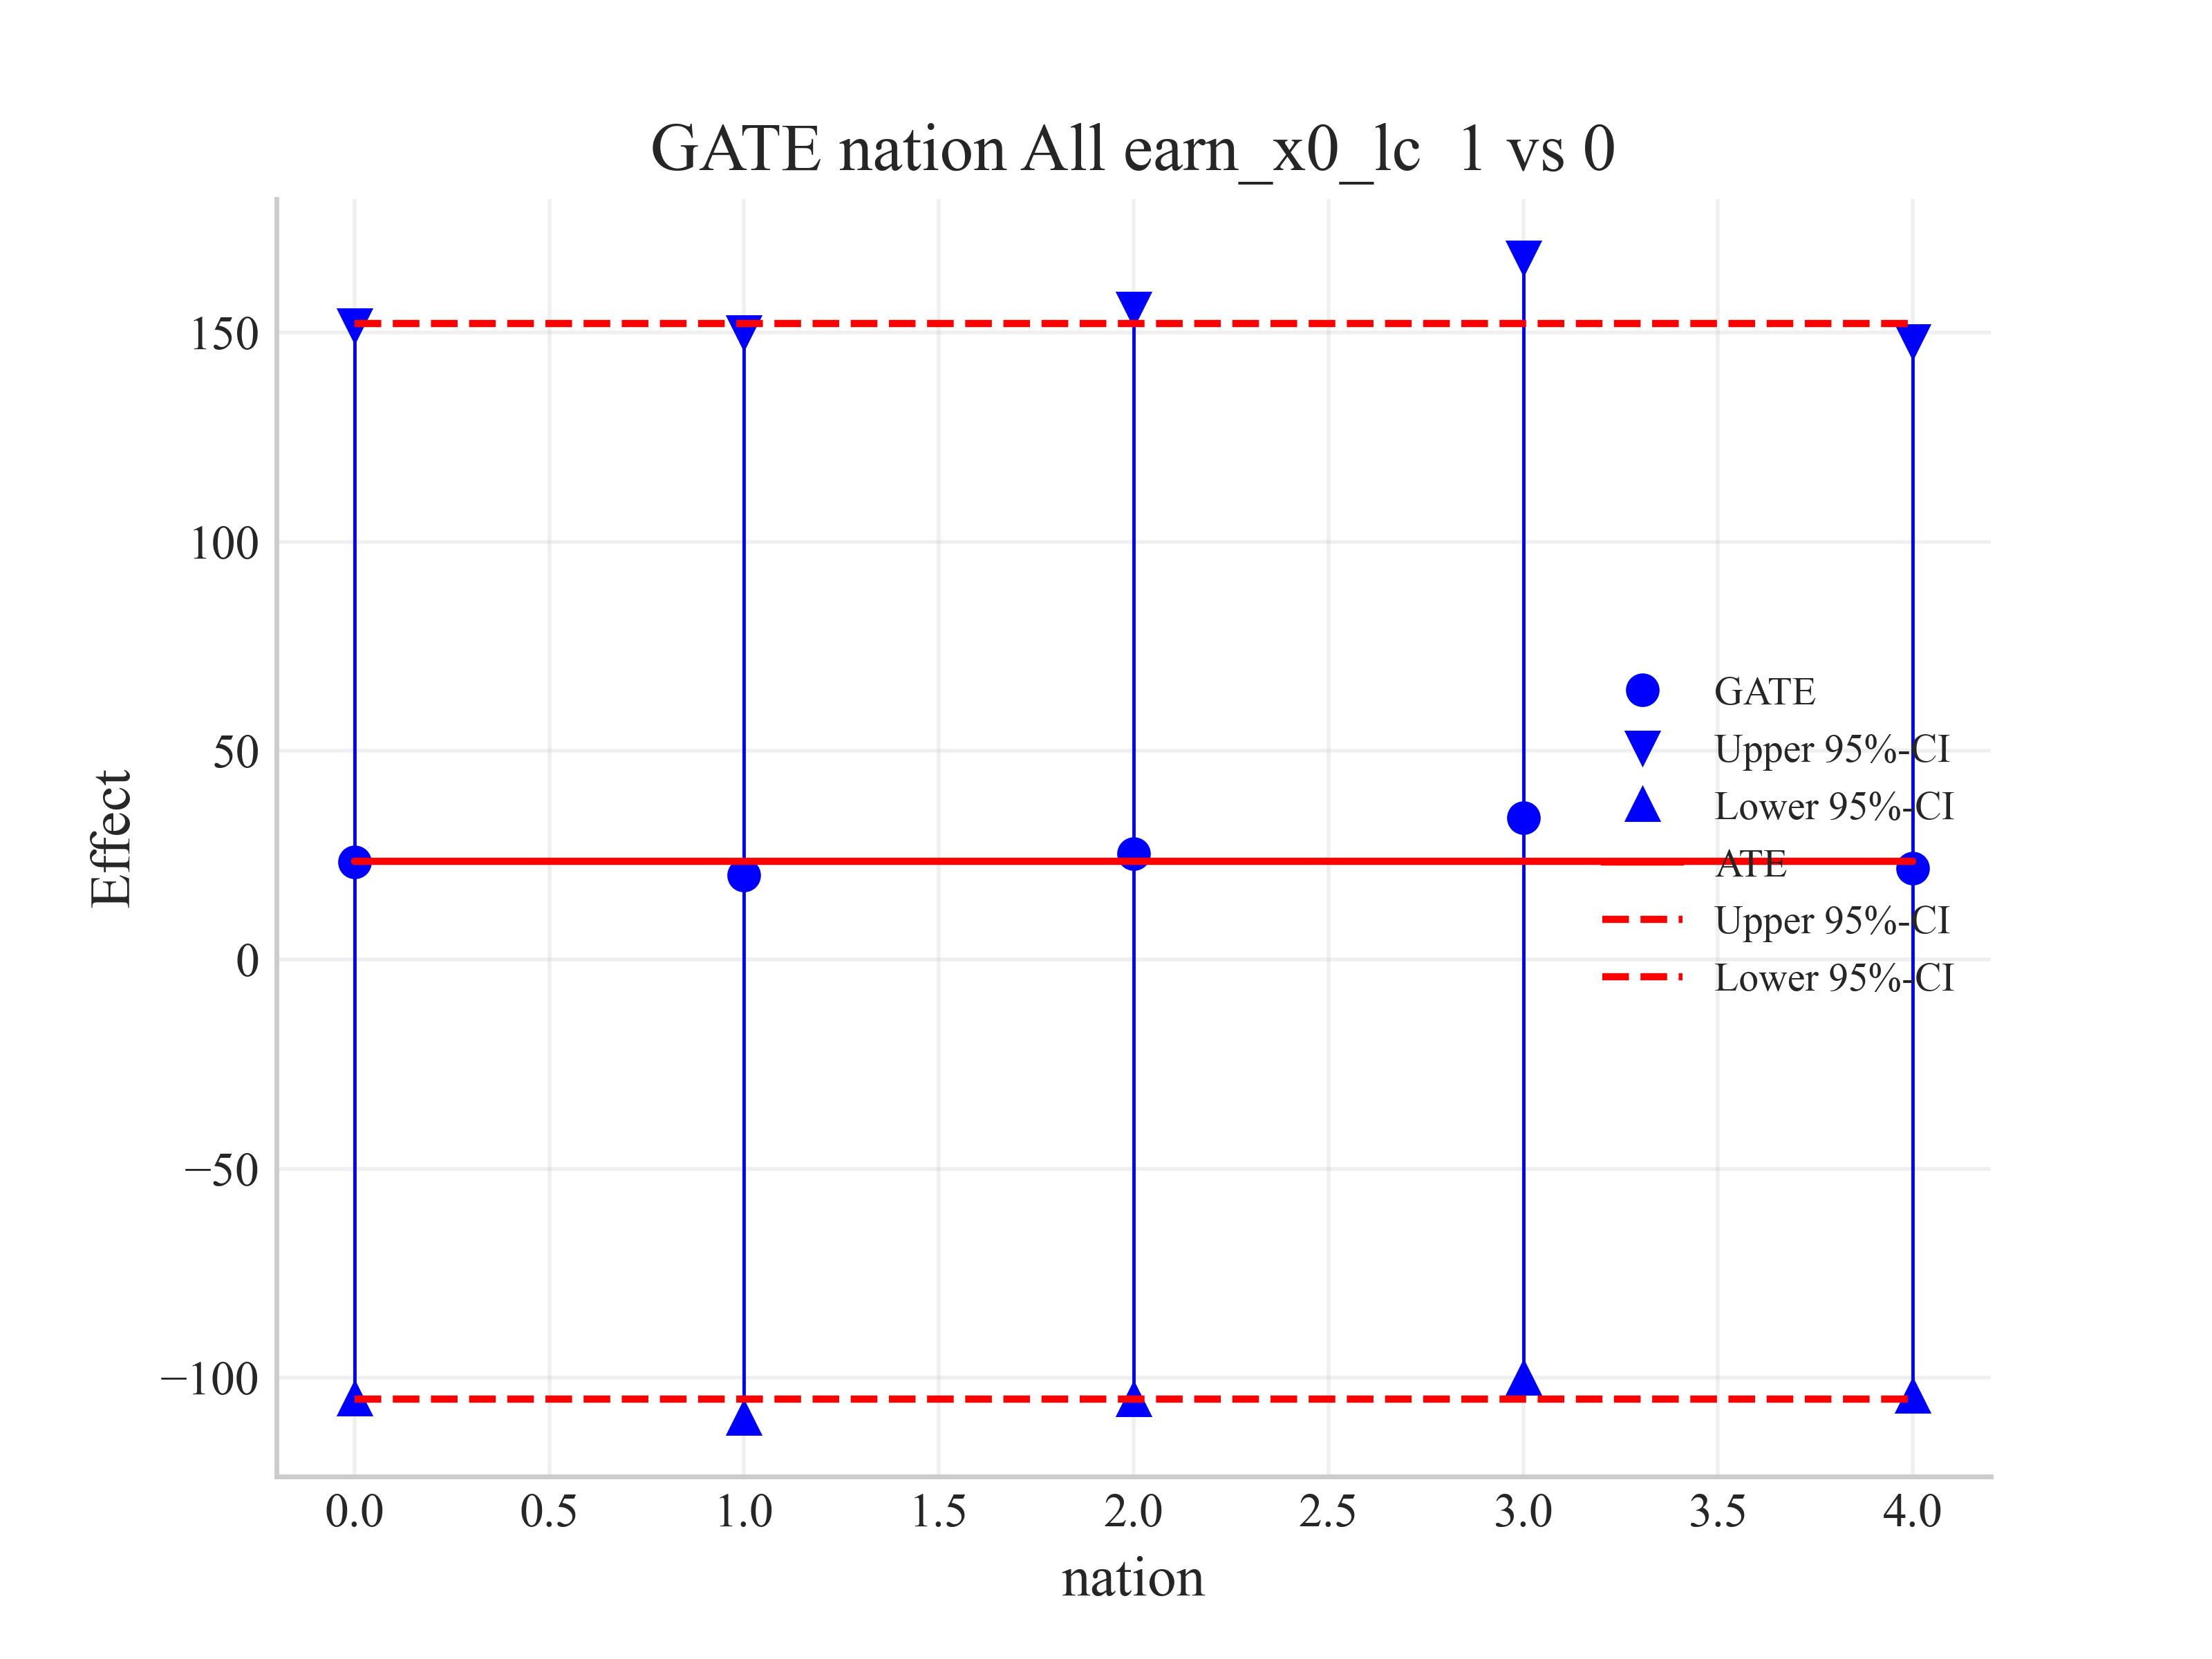 GATE nation All earn_x0_lc  1 vs 0
Effect
150
100
50
0
−50
−100
GATE
Upper 95%-CI
Lower 95%-CI
ATE
Upper 95%-CI
Lower 95%-CI
0.0 0.5 1.0 1.5 2.0 2.5 3.0 3.5 4.0
nation